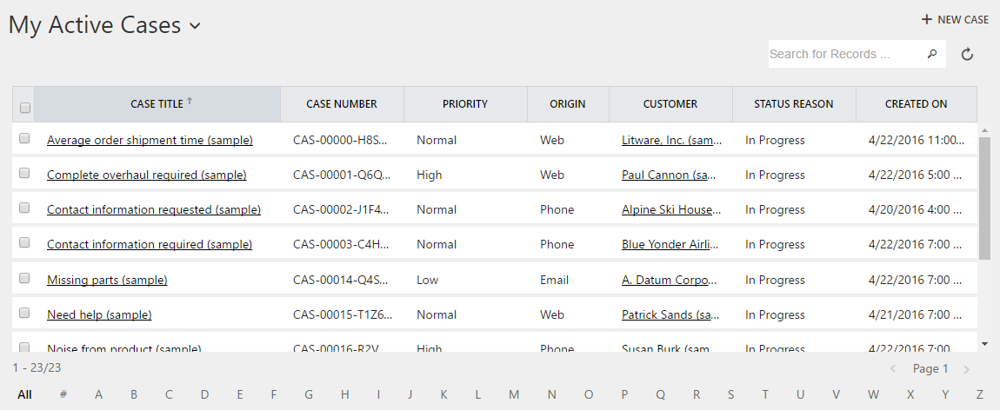 My Active Cases
NEW CASE
Search for Records ...
CASE TITLE CASE NUMBER PRIORITY ORIGIN CUSTOMER STATUS REASON CREATED ON
Average order shipment time (sample) CAS-00000-H8S... Normal Web Litware, Inc. (sam... In Progress 4/22/2016 11:00...
Complete overhaul required (sample) CAS-00001-Q6Q... High Web Paul Cannon (sa... In Progress 4/22/2016 5:00 ...
Contact information requested (sample) CAS-00002-J1F4... Normal Phone Alpine Ski House... In Progress 4/20/2016 4:00 ...
Contact information required (sample) CAS-00003-C4H... Normal Phone Blue Yonder Airli... In Progress 4/22/2016 7:00 ...
Missing parts (sample) CAS-00014-Q4S... Low Email A. Datum Corpo... In Progress 4/22/2016 7:00 ...
Need help (sample) CAS-00015-T1Z6... Normal Web Patrick Sands (sa... In Progress 4/21/2016 7:00 ...
Noise from product (sample) CAS-00016-R2V... High Phone Susan Burk (sam... In Progress 4/22/2016 7:00 ...
1 - 23/23 Page 1
All # A B C D E F G H I J K L M N O P Q R S T U V W X Y Z